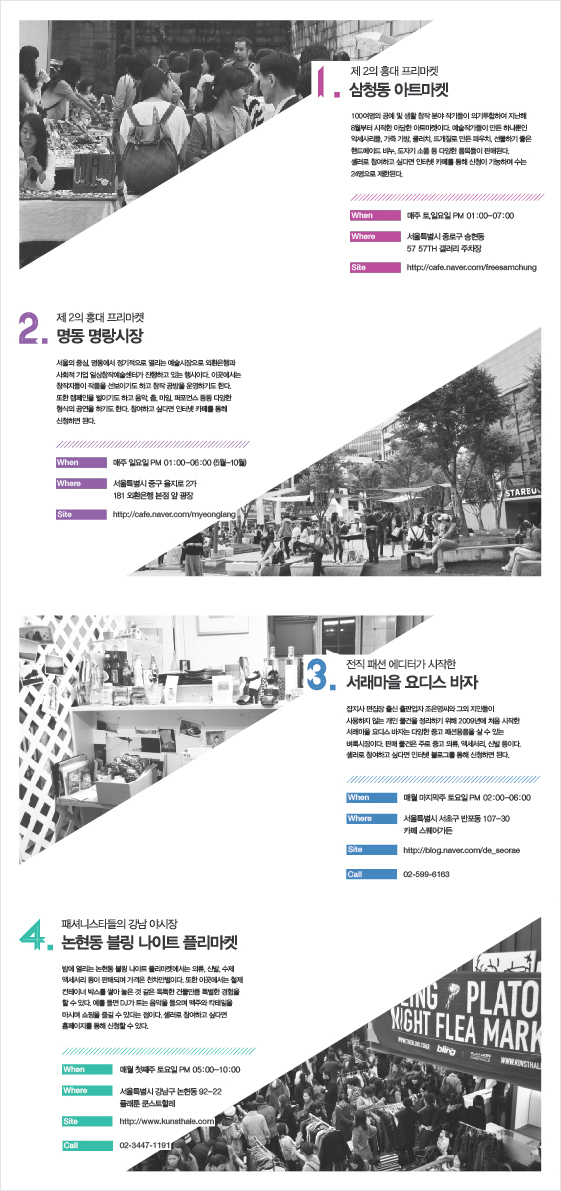 1.
제 2의 홍대 프리마켓
삼청동 아트마켓
100여명의 공예 및 생활 창작 분야 작가들이 의기투합하여 지난해
8월부터 시작한 아담한 아트마켓이다. 예술작가들이 만든 하나뿐인
악세사리들, 가죽 가방, 클러치, 뜨개질로 만든 파우치, 선물하기 좋은
핸드메이드 비누, 도자기 소품 등 다양한 품목들이 판매된다.
셀러로 참여하고 싶다면 인터넷 카페를 통해 신청이 가능하며 수는
24명으로 제한된다.
When 매주 토,일요일 PM 01:00-07:00
Where 서울특별시 종로구 송현동
57 57TH 갤러리 주차장
Site http://cafe.naver.com/freesamchung
2.
제 2의 홍대 프리마켓
명동 명랑시장
서울의 중심, 명동에서 정기적으로 열리는 예술시장으로 외환은행과
사회적 기업 일상창작예술센터가 진행하고 있는 행사이다. 이곳에서는
창작자들이 작품을 선보이기도 하고 창작 공방을 운영하기도 한다.
또한 캠페인을 벌이기도 하고 음악, 춤, 마임, 퍼포먼스 등등 다양한
형식의 공연을 하기도 한다. 참여하고 싶다면 인터넷 카페를 통해
신청하면 된다.
When 매주 일요일 PM 01:00-06:00 (5월-10월)
Where 서울특별시 중구 을지로 2가
181 외환은행 본점 앞 광장
Site http://cafe.naver.com/myeonglang
STARBU
3.
전직 패션 에디터가 시작한
서래마을 요디스 바자
잡지사 편집장 출신 출판업자 조은영씨와 그의 지인들이
사용하지 않는 개인 물건을 정리하기 위해 2009년에 처음 시작한
서래마을 요디스 바자는 다양한 중고 패션용품을 살 수 있는
벼룩시장이다. 판매 물건은 주로 중고 의류, 액세서리, 신발 등이다.
셀러로 참여하고 싶다면 인터넷 블로그를 통해 신청하면 된다.
When 매월 마지막주 토요일 PM 02:00-06:00
Where 서울특별시 서초구 반포동 107-30
카페 스퀘어가든
Site http://blog.naver.com/de_seorae
Call 02-599-6163
4.
패셔니스타들의 강남 야시장
논현동 블링 나이트 플리마켓
밤에 열리는 논현동 블링 나이트 플리마켓에서는 의류, 신발, 수제
액세서리 등이 판매되며 가격은 천차만별이다. 또한 이곳에서는 철제
컨테이너 박스를 쌓아 놓은 것 같은 독특한 건물만큼 특별한 경험을
할 수 있다. 예를 들면 DJ가 트는 음악을 들으며 맥주와 칵테일을
마시며 쇼핑을 즐길 수 있다는 점이다. 셀러로 참여하고 싶다면
홈페이지를 통해 신청할 수 있다.
When 매월 첫째주 토요일 PM 05:00-10:00
Where 서울특별시 강남구 논현동 92-22
플래툰 쿤스트할레
Site http://www.kunsthale.com
Call 02-3447-1191
BLING PLATO
NIGHT FLEA MARK
bling
WWW.KUNSTHALE